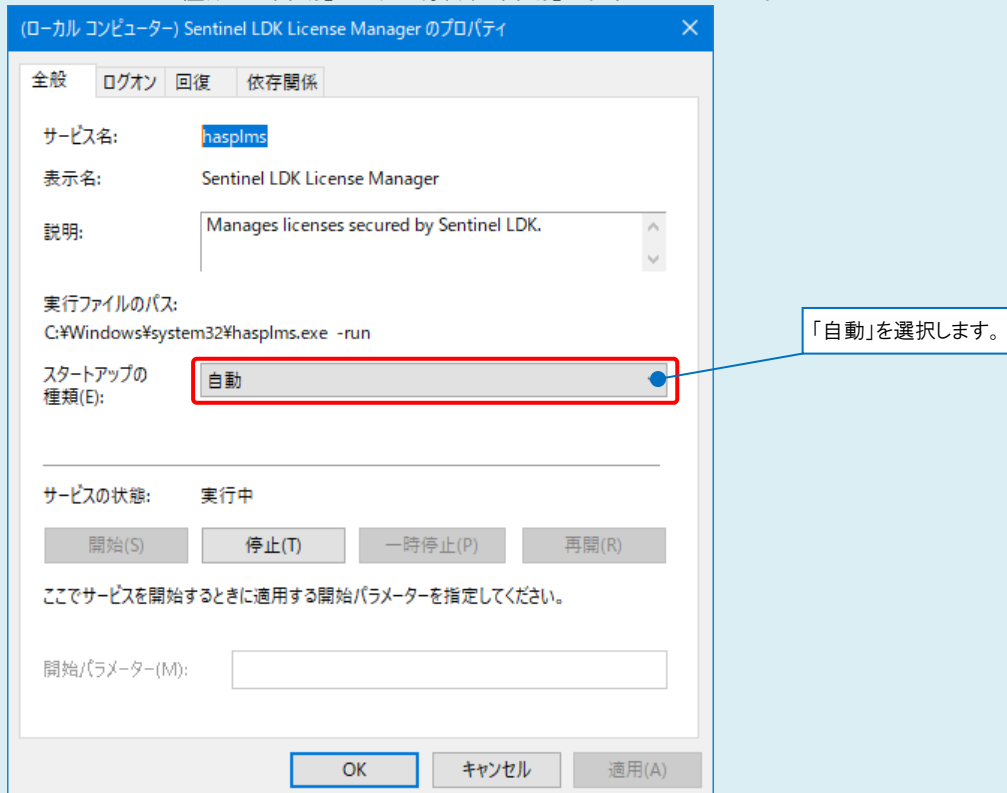 (ローカル コンピューター) Sentinel LDK License Manager のプロパティ
全般
ログオン
回復
依存関係
サービス名:
hasplms
表示名:
Sentinel LDK License Manager
説明:
Manages licenses secured by Sentinel LDK.
実行ファイルのパス:
C:¥Windows¥system32¥hasplms.exe -run
スタートアップの
種類(E):
自動
「自動」を選択します。
サービスの状態:
実行中
開始(S)
停止(T)
一時停止(P)
再開(R)
ここでサービスを開始するときに適用する開始パラメーターを指定してください。
開始パラメーター(M):
OK
キャンセル
適用(A)